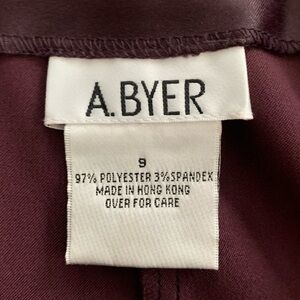 A.BYER
9
97% POLYESTER 3% SPANDEX
MADE IN HONG KONG
OVER FOR CARE